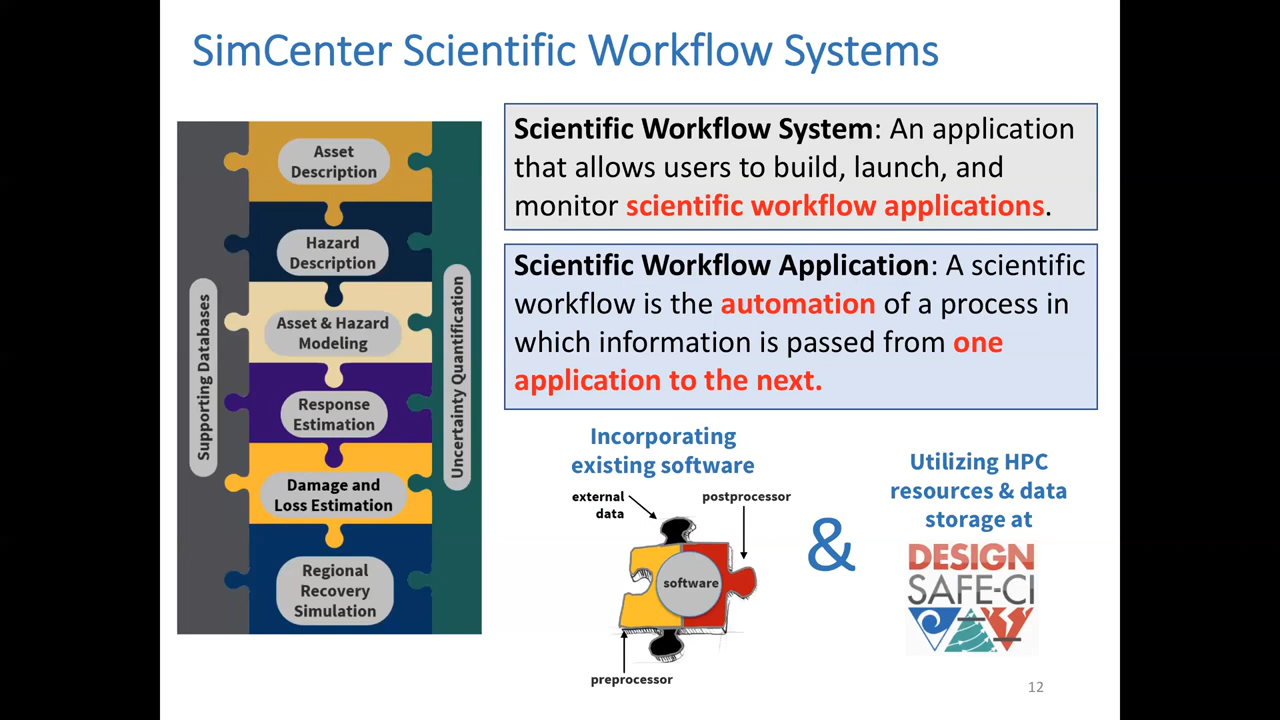 SimCenter Scientific Workflow Systems
Asset
Description
Hazard
Description
Asset & Hazard
Modeling
Response
Estimation
Damage and
Loss Estimation
Regional
Recovery
Simulation
Supporting Databases
Uncertainty Quantification
Scientific Workflow System: An application
that allows users to build, launch, and
monitor scientific workflow applications.
Scientific Workflow Application: A scientific
workflow is the automation of a process in
which information is passed from one
application to the next.
Incorporating
existing software
external
data
postprocessor
software
preprocessor
&
Utilizing HPC
resources & data
storage at
DESIGN
SAFE-CI
12